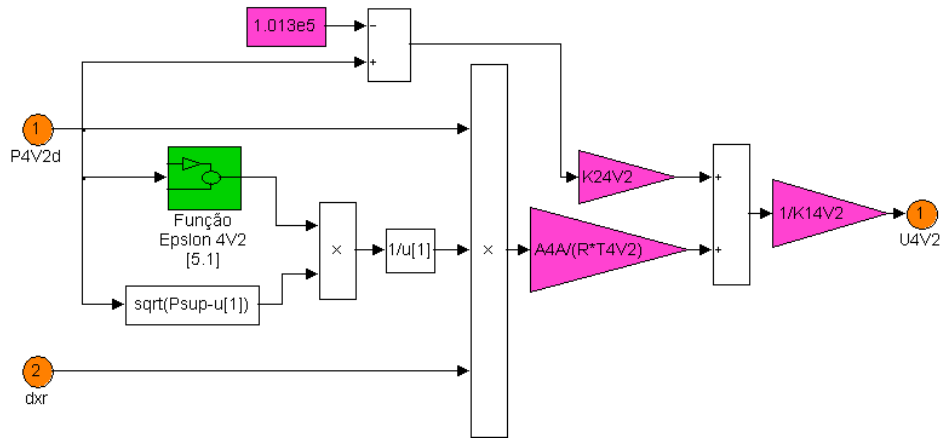 1.013e5
−
+
1
P4V2d
Função
Epslon 4V2
[5.1]
sqrt(Psup-u[1])
×
1/u[1]
×
2
dxr
K24V2
A4A/(R*T4V2)
+
+
1/K14V2
1
U4V2